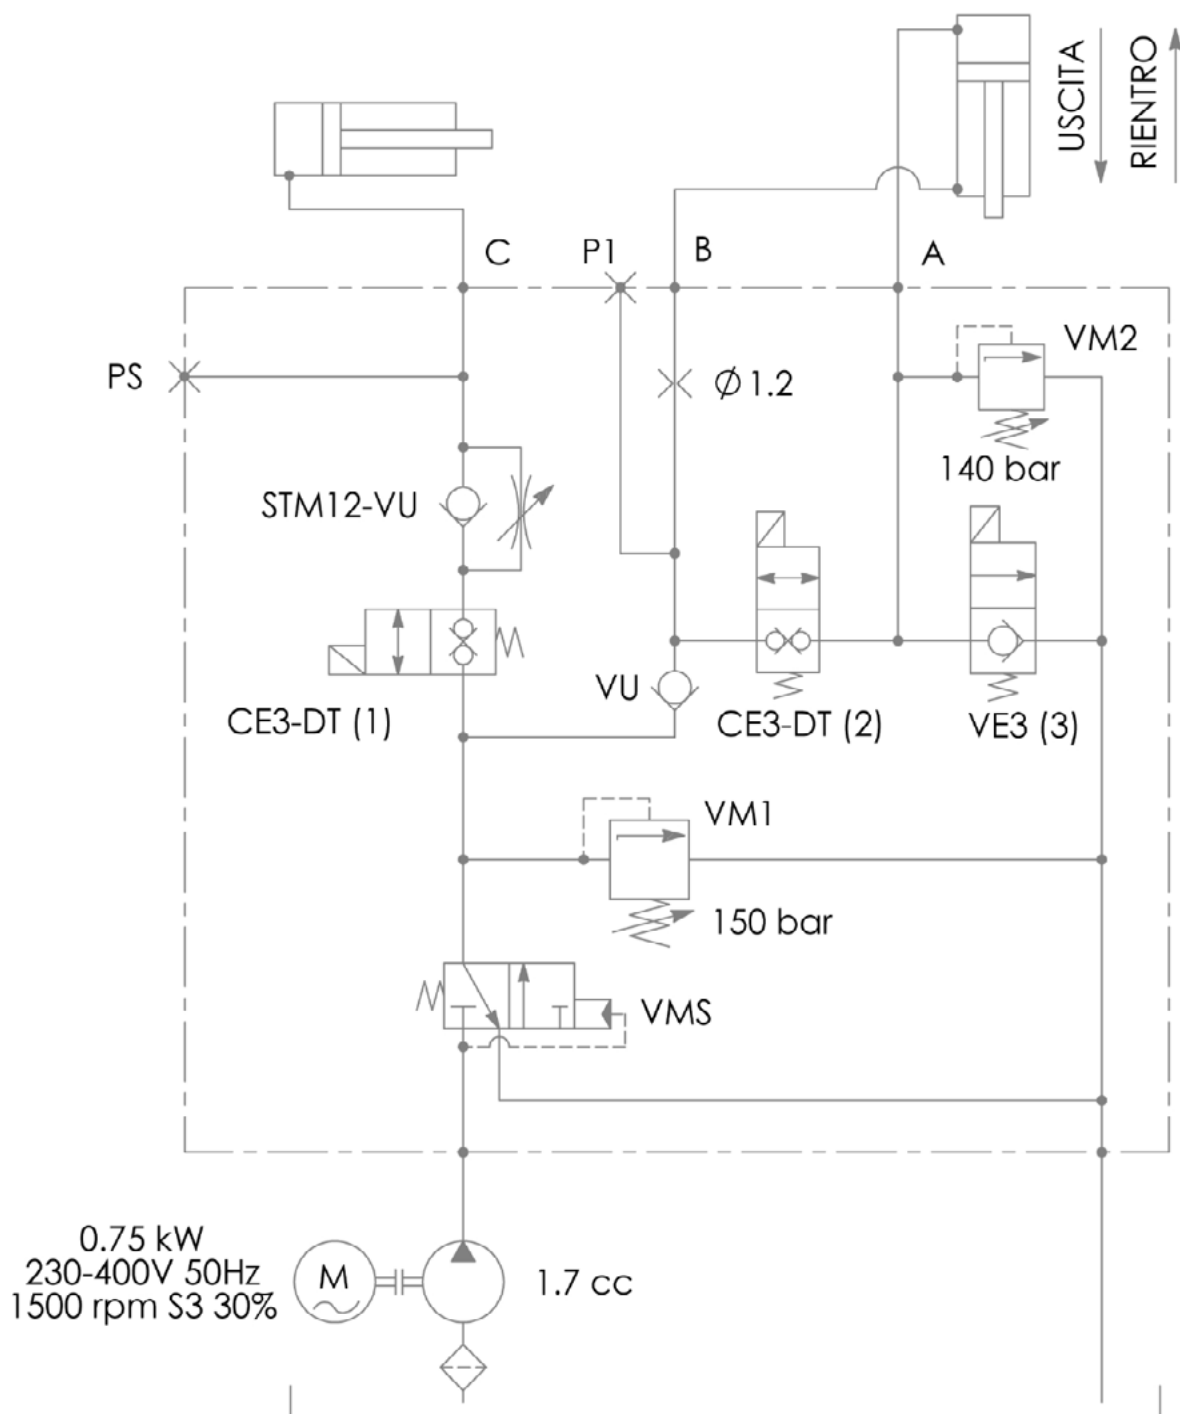 USCITA
RIENTRO
C
P1
B
A
VM2
PS
Ø 1.2
140 bar
STM12-VU
VU
CE3-DT (1)
CE3-DT (2)
VE3 (3)
VM1
150 bar
VMS
0.75 kW
230-400V 50Hz
1500 rpm S3 30%
M
1.7 cc